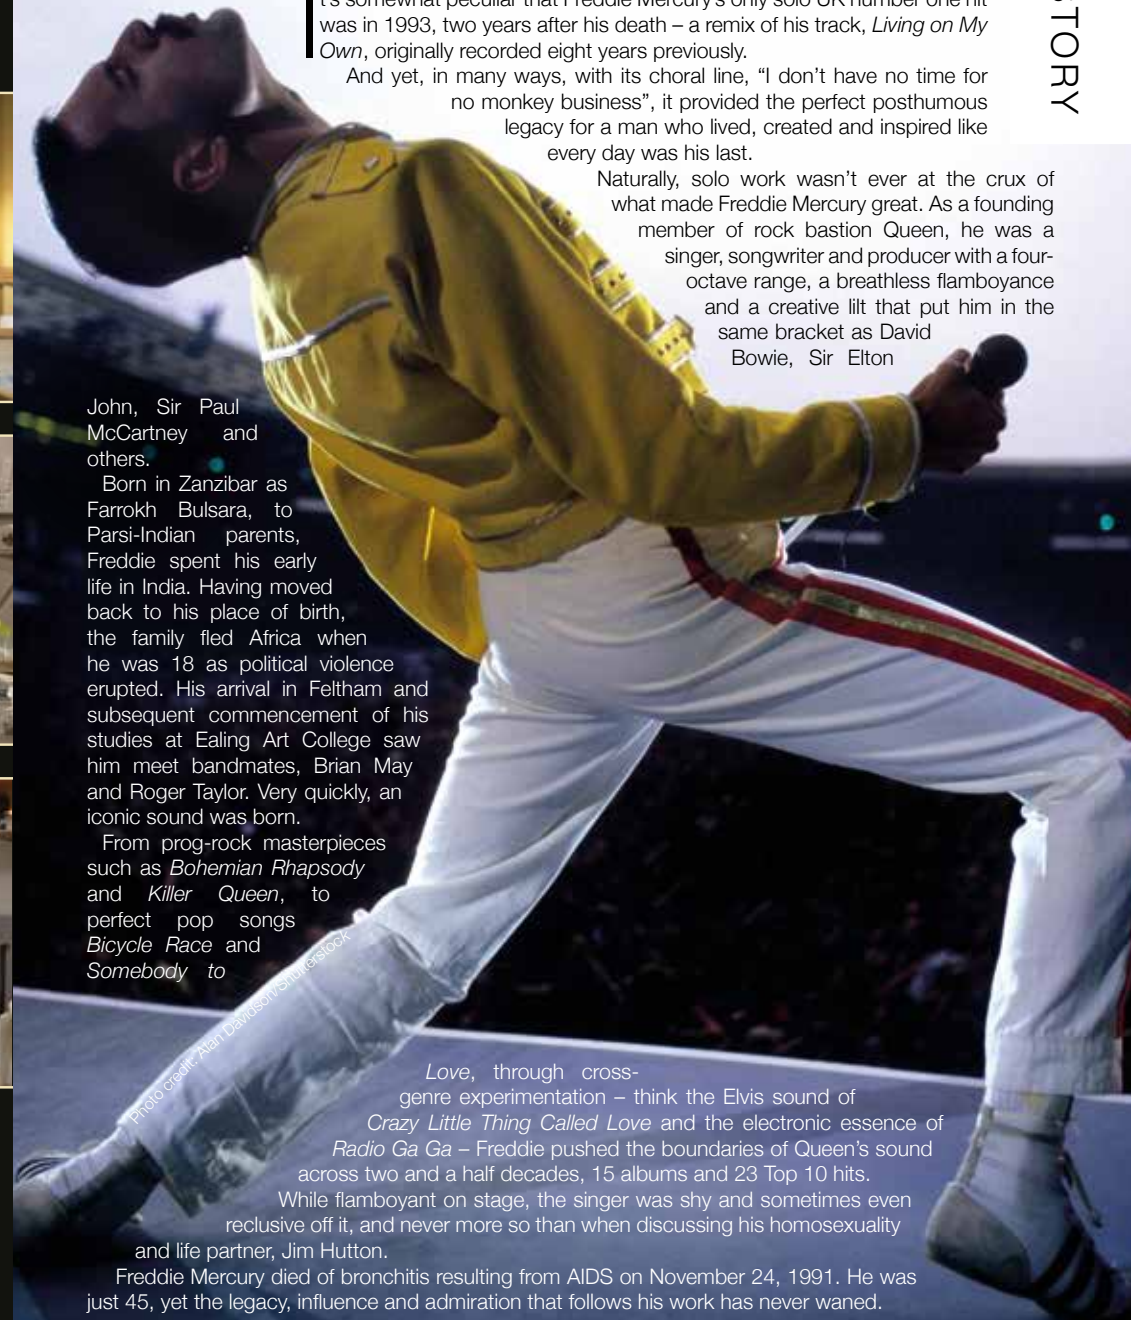 t's somewhat peculiar that Freddie Mercury's only solo UK number one hit
was in 1993, two years after his death – a remix of his track, Living on My
Own, originally recorded eight years previously.
And yet, in many ways, with its choral line, “I don't have no time for
no monkey business”, it provided the perfect posthumous
legacy for a man who lived, created and inspired like
every day was his last.
Naturally, solo work wasn't ever at the crux of
what made Freddie Mercury great. As a founding
member of rock bastion Queen, he was a
singer, songwriter and producer with a four-
octave range, a breathless flamboyance
and a creative lilt that put him in the
same bracket as David
Bowie, Sir Elton
John, Sir Paul
McCartney and
others.
Born in Zanzibar as
Farrokh Bulsara, to
Parsi-Indian parents,
Freddie spent his early
life in India. Having moved
back to his place of birth,
the family fled Africa when
he was 18 as political violence
erupted. His arrival in Feltham and
subsequent commencement of his
studies at Ealing Art College saw
him meet bandmates, Brian May
and Roger Taylor. Very quickly, an
iconic sound was born.
From prog-rock masterpieces
such as Bohemian Rhapsody
and Killer Queen, to
perfect pop songs
Bicycle Race and
Somebody to
Love, through cross-
genre experimentation – think the Elvis sound of
Crazy Little Thing Called Love and the electronic essence of
Radio Ga Ga – Freddie pushed the boundaries of Queen's sound
across two and a half decades, 15 albums and 23 Top 10 hits.
While flamboyant on stage, the singer was shy and sometimes even
reclusive off it, and never more so than when discussing his homosexuality
and life partner, Jim Hutton.
Freddie Mercury died of bronchitis resulting from AIDS on November 24, 1991. He was
just 45, yet the legacy, influence and admiration that follows his work has never waned.
Photo credit: Alan Davidson/Shutterstock
STORY